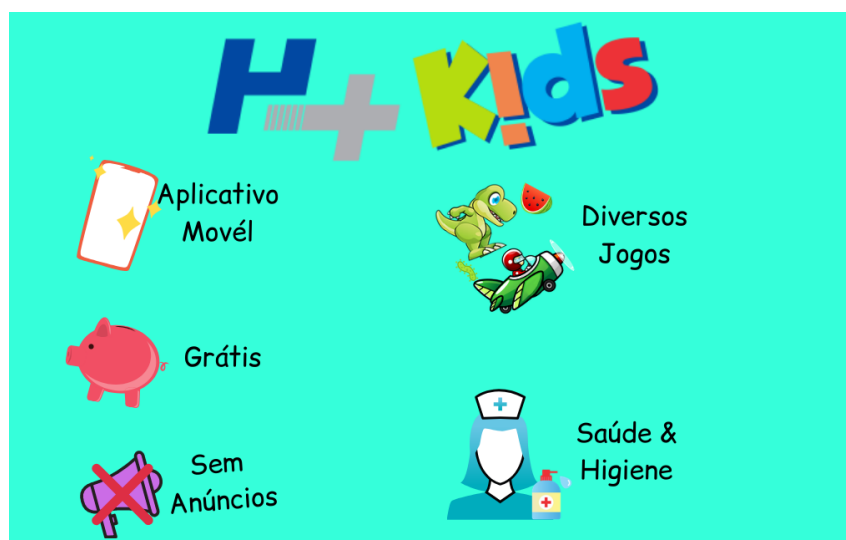 H+ Kids
Aplicativo
Movél
Diversos
Jogos
Grátis
Saúde &
Higiene
Sem
Anúncios